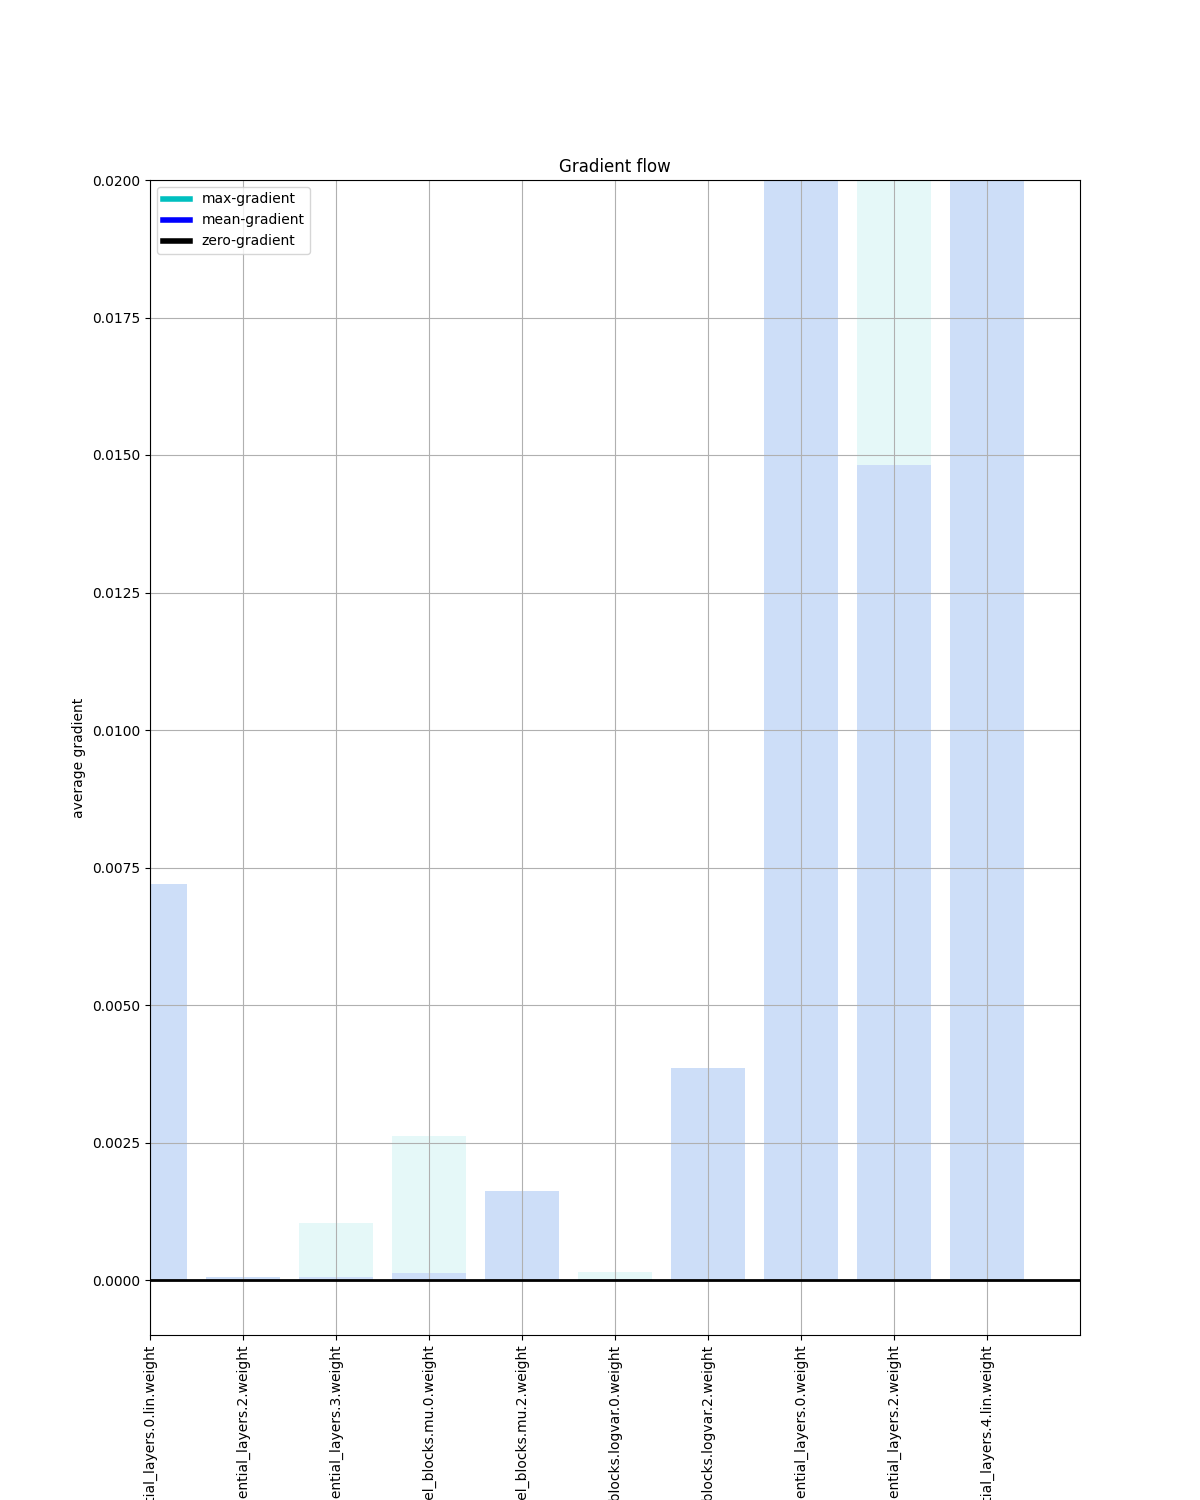 Gradient flow
max-gradient
mean-gradient
zero-gradient
average gradient
0.0200
0.0175
0.0150
0.0125
0.0100
0.0075
0.0050
0.0025
0.0000
tial_layers.0.lin.weight
ential_layers.2.weight
ential_layers.3.weight
el_blocks.mu.0.weight
el_blocks.mu.2.weight
blocks.logvar.0.weight
blocks.logvar.2.weight
ential_layers.0.weight
ential_layers.2.weight
tial_layers.4.lin.weight